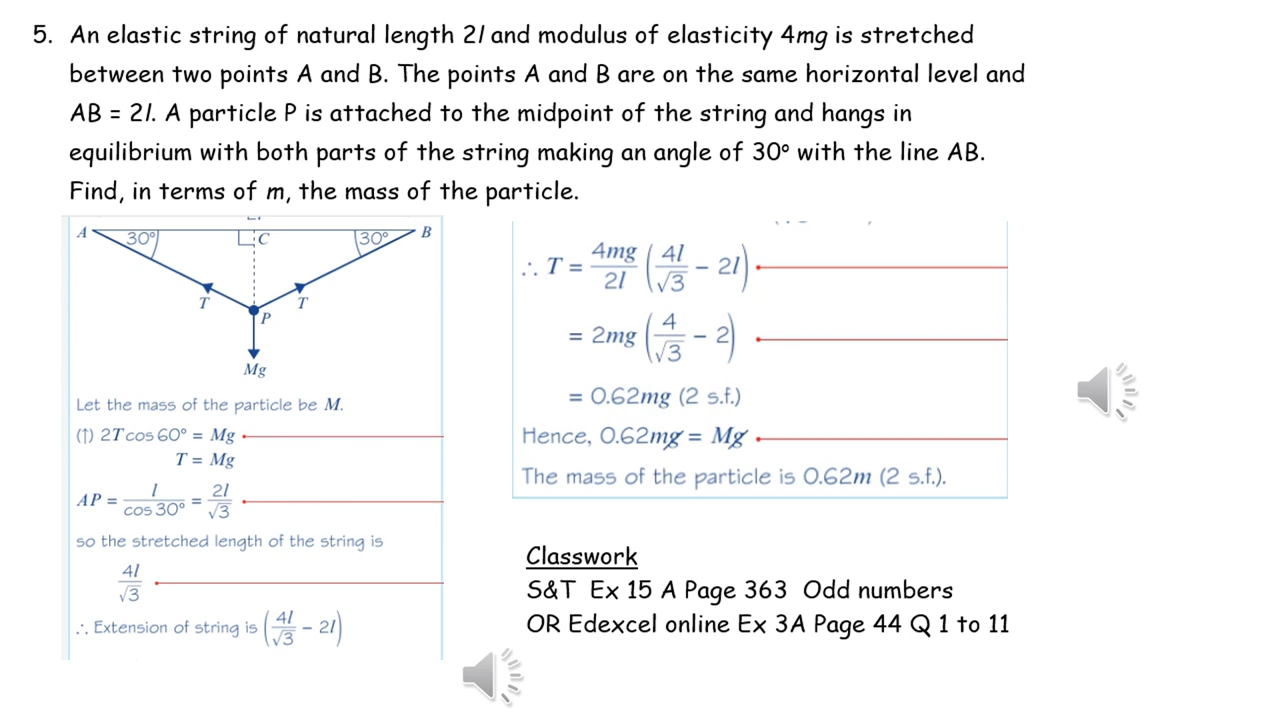 5. An elastic string of natural length 2l and modulus of elasticity 4mg is stretched
between two points A and B. The points A and B are on the same horizontal level and
AB = 2l. A particle P is attached to the midpoint of the string and hangs in
equilibrium with both parts of the string making an angle of 30° with the line AB.
Find, in terms of m, the mass of the particle.
A 30° C 30° B
T T
P
Mg
Let the mass of the particle be M.
(↑) 2T cos 60° = Mg
T = Mg
AP = l/cos 30° = 2l/√3
so the stretched length of the string is
4l/√3
∴ Extension of string is (4l/√3 − 2l)
∴ T = 4mg/2l (4l/√3 − 2l)
= 2mg (4/√3 − 2)
= 0.62mg (2 s.f.)
Hence, 0.62mg = Mg
The mass of the particle is 0.62m (2 s.f.).
Classwork
S&T Ex 15 A Page 363 Odd numbers
OR Edexcel online Ex 3A Page 44 Q 1 to 11